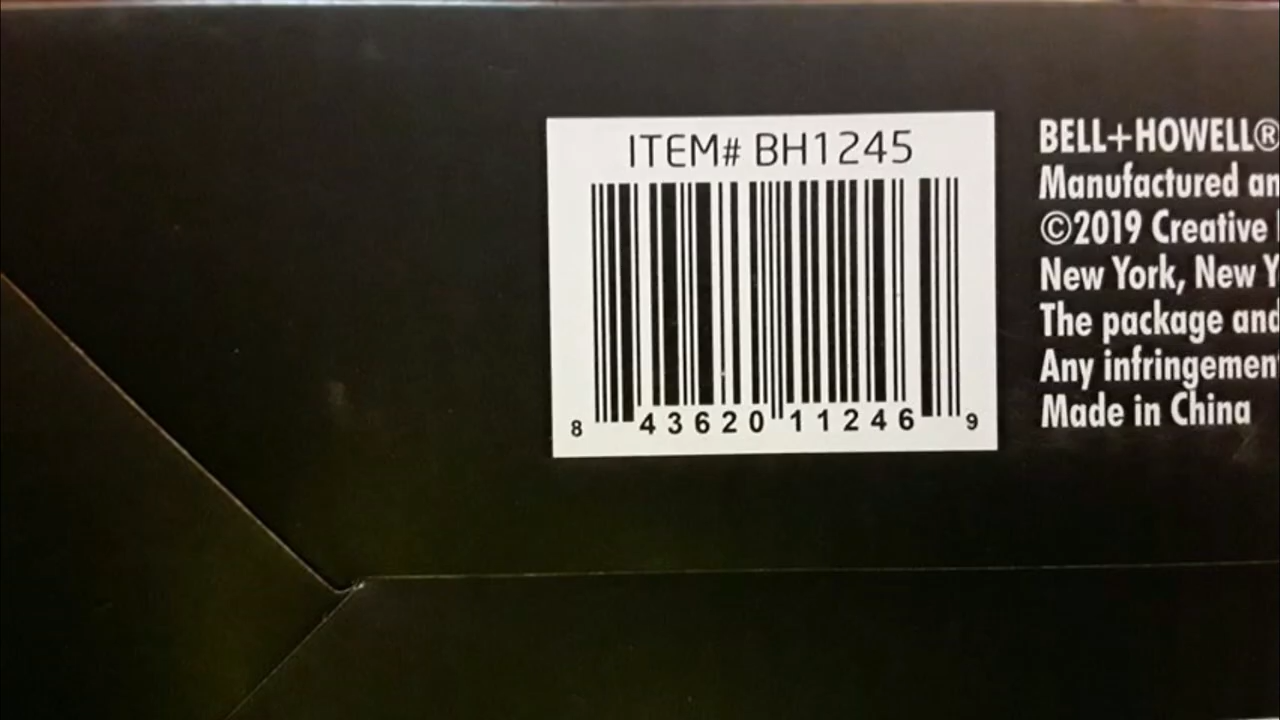 ITEM# BH1245
8 43620 11246 9
BELL+HOWELL®
Manufactured an
©2019 Creative
New York, New Y
The package and
Any infringemen
Made in China